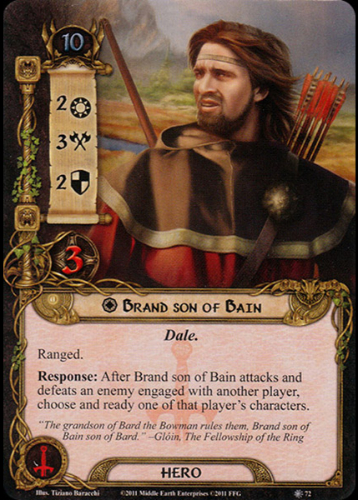 10
2
3
2
3
BRAND SON OF BAIN
Dale.
Ranged.
Response: After Brand son of Bain attacks and
defeats an enemy engaged with another player,
choose and ready one of that player's characters.
"The grandson of Bard the Bowman rules them, Brand son of
Bain son of Bard." –Glóin, The Fellowship of the Ring
HERO
Illus. Tiziano Baracchi
©2011 Middle Earth Enterprises ©2011 FFG
72